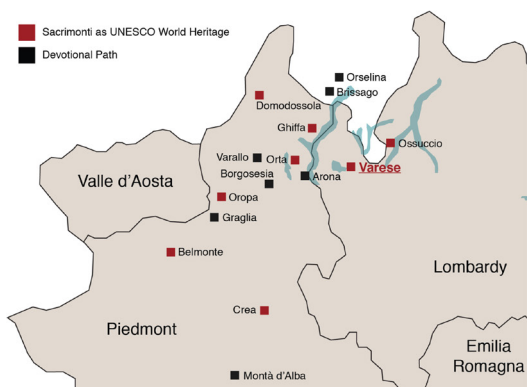 Sacrimonti as UNESCO World Heritage
Devotional Path
Orselina
Brissago
Domodossola
Ghiffa
Ossuccio
Varallo
Orta
Varese
Valle d'Aosta
Borgosesia
Arona
Oropa
Graglia
Belmonte
Lombardy
Crea
Piedmont
Emilia
Romagna
Montà d'Alba